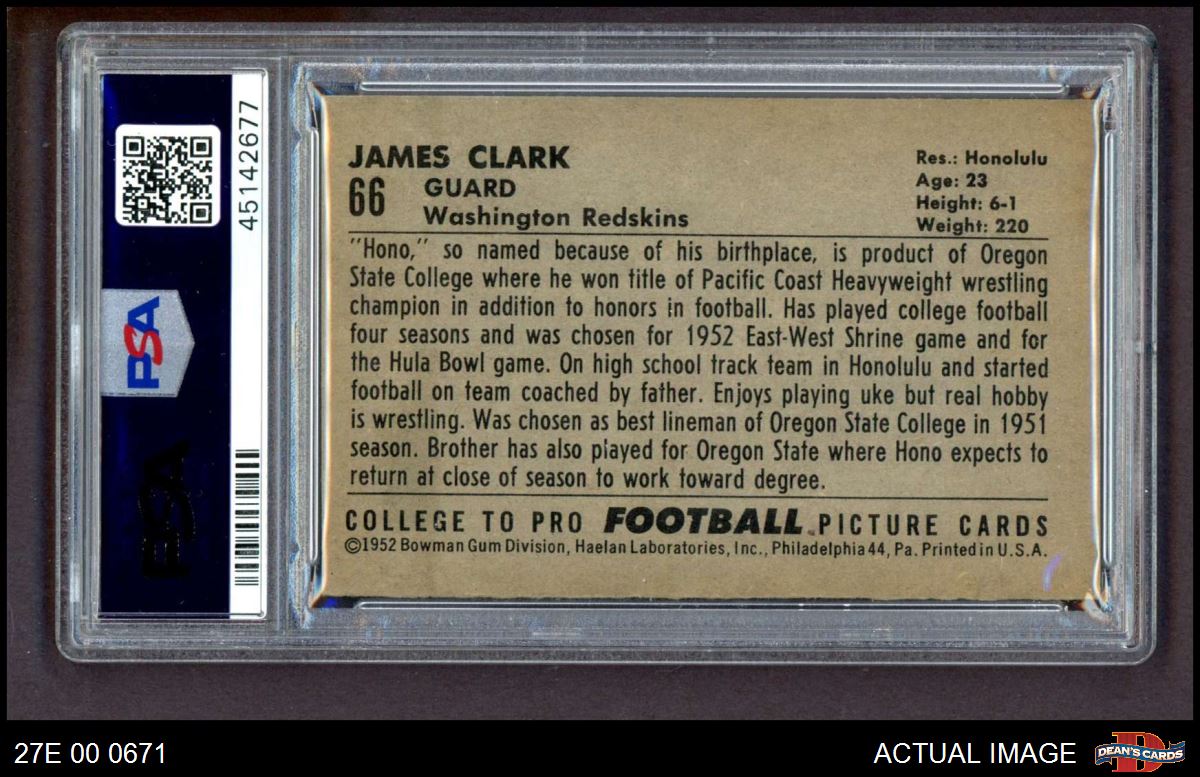 45142677
PSA
PSA
JAMES CLARK
66
GUARD
Washington Redskins
Res.: Honolulu
Age: 23
Height: 6-1
Weight: 220
"Hono," so named because of his birthplace, is product of Oregon
State College where he won title of Pacific Coast Heavyweight wrestling
champion in addition to honors in football. Has played college football
four seasons and was chosen for 1952 East-West Shrine game and for
the Hula Bowl game. On high school track team in Honolulu and started
football on team coached by father. Enjoys playing uke but real hobby
is wrestling. Was chosen as best lineman of Oregon State College in 1951
season. Brother has also played for Oregon State where Hono expects to
return at close of season to work toward degree.
COLLEGE TO PRO FOOTBALL PICTURE CARDS
©1952 Bowman Gum Division, Haelan Laboratories, Inc., Philadelphia 44, Pa. Printed in U.S.A.
27E 00 0671
ACTUAL IMAGE
D
DEAN'S CARDS